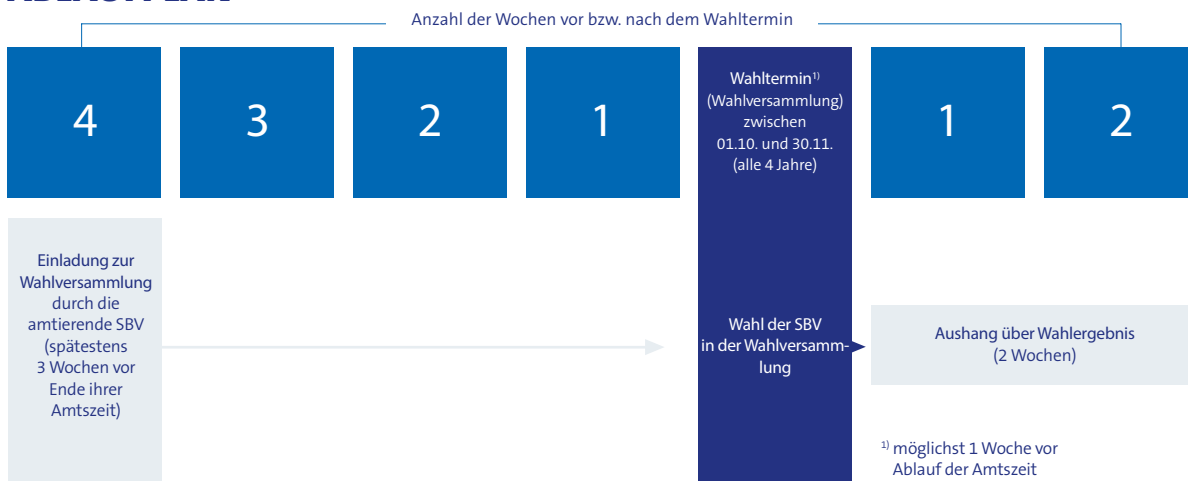 Anzahl der Wochen vor bzw. nach dem Wahltermin
4
3
2
1
Wahltermin¹⁾
(Wahlversammlung)
zwischen
01.10. und 30.11.
(alle 4 Jahre)
1
2
Einladung zur
Wahlversammlung
durch die
amtierende SBV
(spätestens
3 Wochen vor
Ende ihrer
Amtszeit)
Wahl der SBV
in der Wahlversamm-
lung
Aushang über Wahlergebnis
(2 Wochen)
¹⁾ möglichst 1 Woche vor
Ablauf der Amtszeit